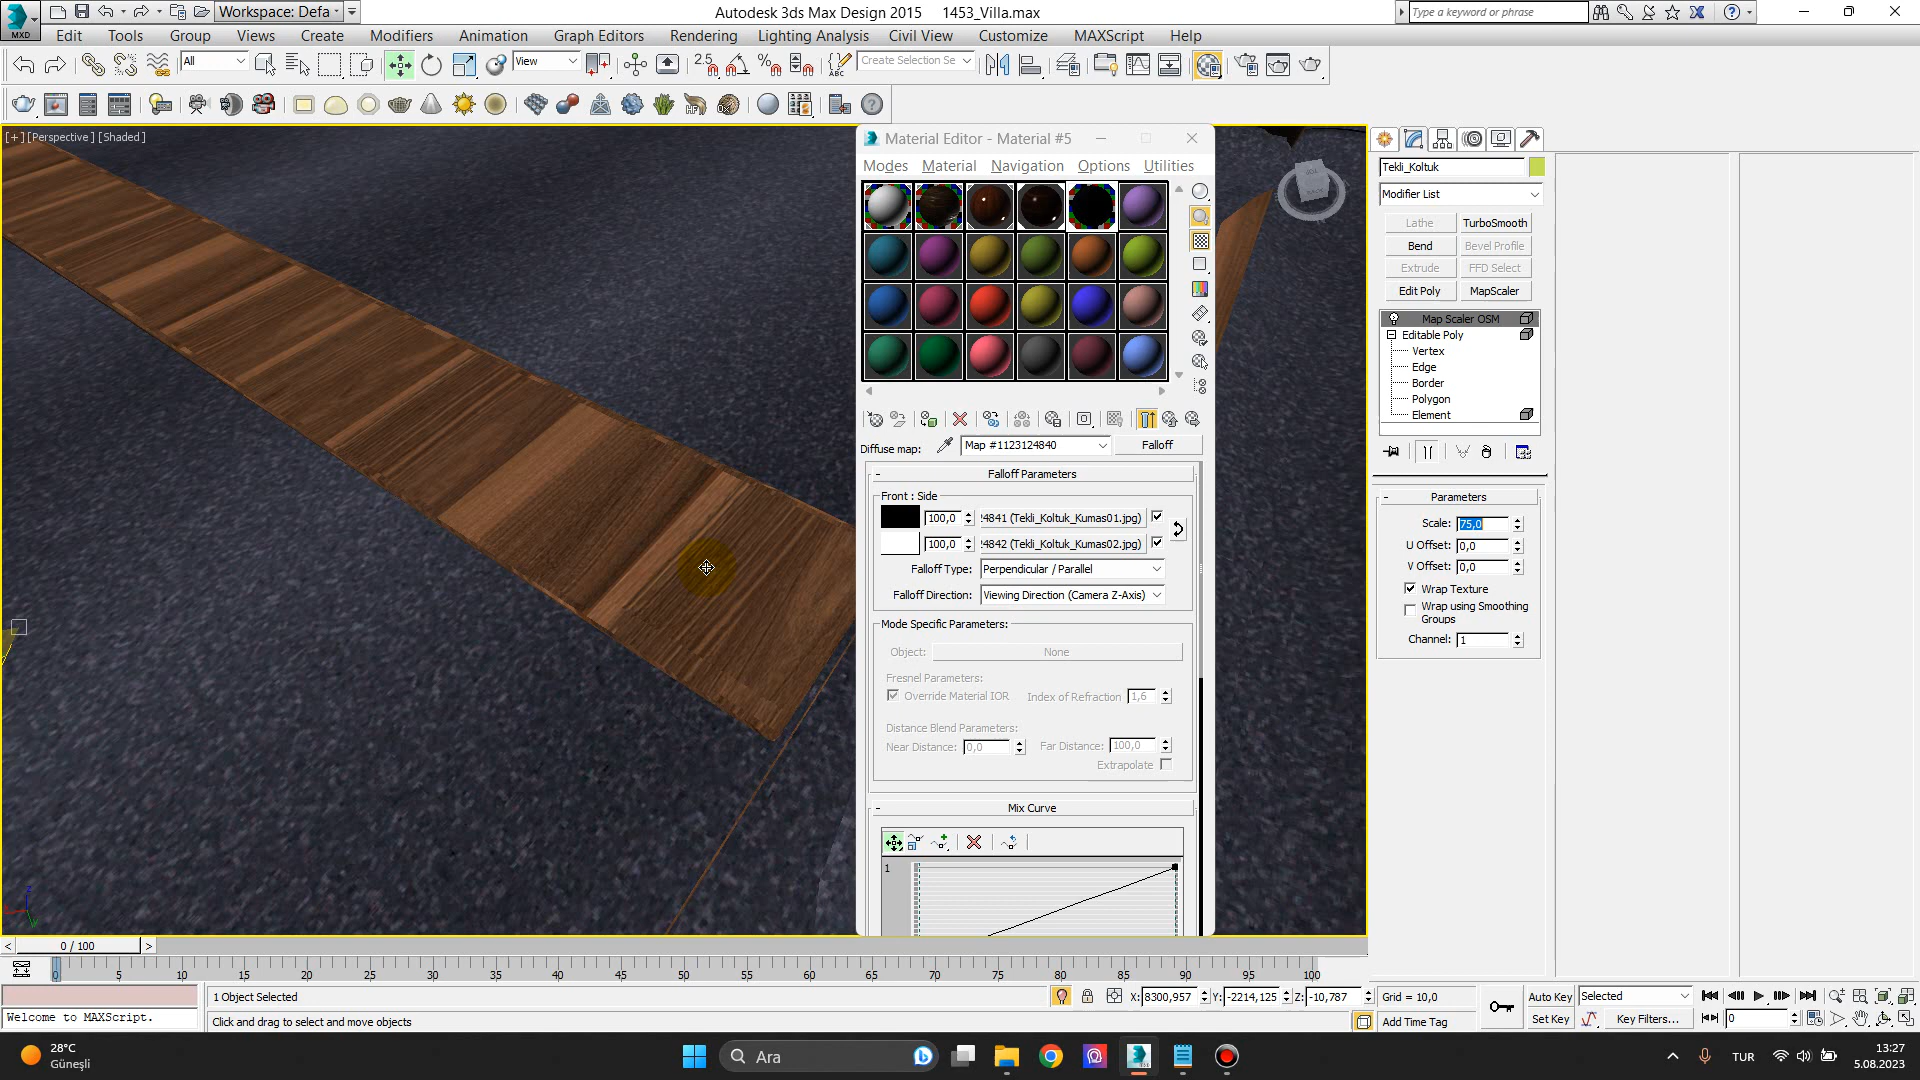 Workspace: Defa
Autodesk 3ds Max Design 2015 1453_Villa.max
Type a keyword or phrase
MXD
Edit Tools Group Views Create Modifiers Animation Graph Editors Rendering Lighting Analysis Civil View Customize MAXScript Help
All
View
2.5
Create Selection Se
[+] [Perspective] [Shaded]
Material Editor - Material #5
Modes Material Navigation Options Utilities
Diffuse map: Map #1123124840 Falloff
- Falloff Parameters
Front : Side
100,0 !4841 (Tekli_Koltuk_Kumas01.jpg)
100,0 !4842 (Tekli_Koltuk_Kumas02.jpg)
Falloff Type: Perpendicular / Parallel
Falloff Direction: Viewing Direction (Camera Z-Axis)
Mode Specific Parameters:
Object: None
Fresnel Parameters:
Override Material IOR Index of Refraction 1,6
Distance Blend Parameters:
Near Distance: 0,0 Far Distance: 100,0
Extrapolate
- Mix Curve
1
Tekli_Koltuk
Modifier List
Lathe TurboSmooth
Bend Bevel Profile
Extrude FFD Select
Edit Poly MapScaler
Map Scaler OSM
Editable Poly
Vertex
Edge
Border
Polygon
Element
- Parameters
Scale: 75,0
U Offset: 0,0
V Offset: 0,0
Wrap Texture
Wrap using Smoothing
Groups
Channel: 1
< 0 / 100 >
0 5 10 15 20 25 30 35 40 45 50 55 60 65 70 75 80 85 90 95 100
1 Object Selected X: 8300,957 Y: -2214,125 Z: -10,787 Grid = 10,0 Auto Key Selected
Welcome to MAXScript. Click and drag to select and move objects Add Time Tag Set Key Key Filters... 0
28°C
Güneşli
Ara
TUR
13:27
5.08.2023